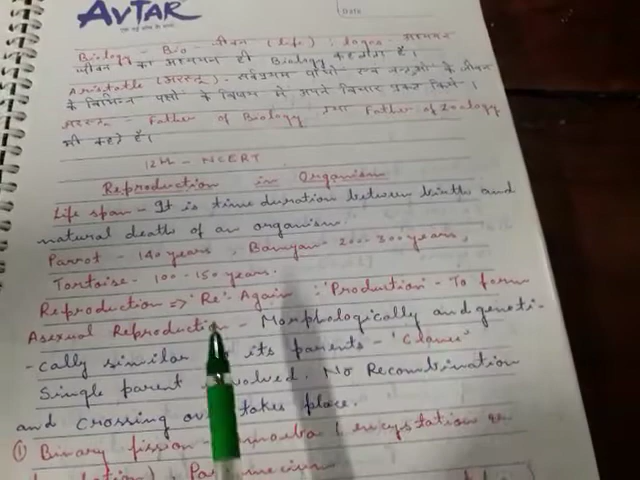 AVTAR
Date
Biology - Bio - जीवन (life) , logos - अध्ययन
जीवन का अध्ययन ही Biology कहलाता है।
Aristotle (अरस्तू) - सर्वप्रथम पौधो एवं जन्तुओं के जीवन
के विभिन्न पक्षों के विषय में अपने विचार प्रकट किये।
अरस्तू - Father of Biology तथा Father of Zoology
भी कहते है।
12th - NCERT
Reproduction in Organism
Life span - It is time duration between birth and
natural death of an organism.
Parrot - 140 years , Banyan - 200-300 years,
Tortoise - 100-150 years.
Reproduction => 'Re' - Again 'Production' - To form
Asexual Reproduction - Morphologically and geneti-
-cally similar its parents - 'Clones'
Single parent involved. No Recombination
and Crossing over takes place.
① Binary fission - Amoeba ( encystation
Paramecium